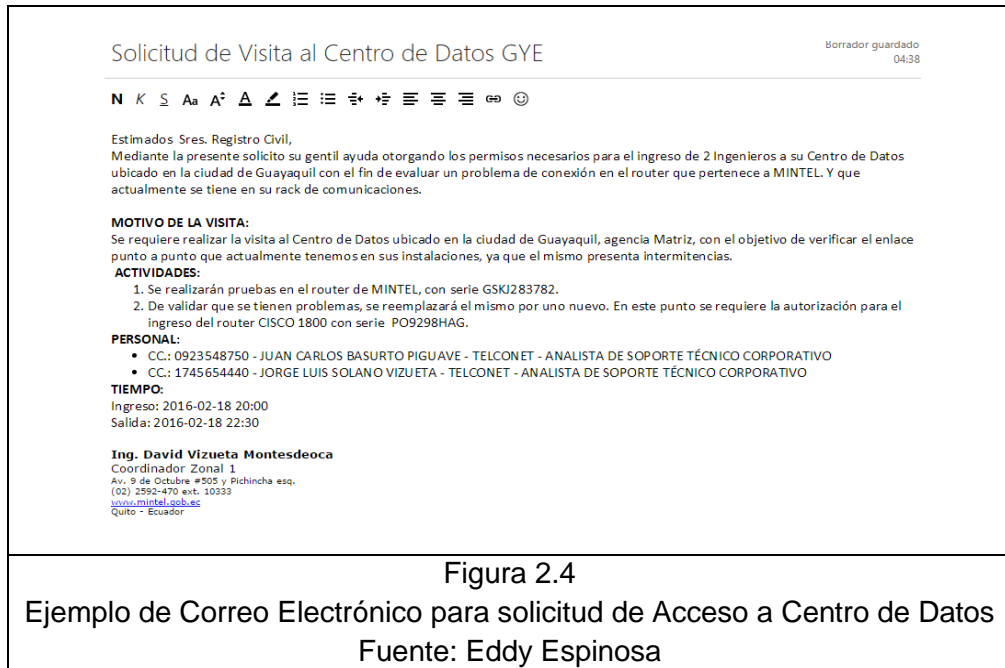 Solicitud de Visita al Centro de Datos GYE
Borrador guardado
04:38
N K S Aa A A
Estimados Sres. Registro Civil,
Mediante la presente solicito su gentil ayuda otorgando los permisos necesarios para el ingreso de 2 Ingenieros a su Centro de Datos
ubicado en la ciudad de Guayaquil con el fin de evaluar un problema de conexión en el router que pertenece a MINTEL. Y que
actualmente se tiene en su rack de comunicaciones.
MOTIVO DE LA VISITA:
Se requiere realizar la visita al Centro de Datos ubicado en la ciudad de Guayaquil, agencia Matriz, con el objetivo de verificar el enlace
punto a punto que actualmente tenemos en sus instalaciones, ya que el mismo presenta intermitencias.
ACTIVIDADES:
1. Se realizarán pruebas en el router de MINTEL, con serie GSKJ283782.
2. De validar que se tienen problemas, se reemplazará el mismo por uno nuevo. En este punto se requiere la autorización para el
ingreso del router CISCO 1800 con serie PO9298HAG.
PERSONAL:
• CC.: 0923548750 - JUAN CARLOS BASURTO PIGUAVE - TELCONET - ANALISTA DE SOPORTE TÉCNICO CORPORATIVO
• CC.: 1745654440 - JORGE LUIS SOLANO VIZUETA - TELCONET - ANALISTA DE SOPORTE TÉCNICO CORPORATIVO
TIEMPO:
Ingreso: 2016-02-18 20:00
Salida: 2016-02-18 22:30
Ing. David Vizueta Montesdeoca
Coordinador Zonal 1
Av. 9 de Octubre #505 y Pichincha esq.
(02) 2592-470 ext. 10333
www.mintel.gob.ec
Quito - Ecuador
Figura 2.4
Ejemplo de Correo Electrónico para solicitud de Acceso a Centro de Datos
Fuente: Eddy Espinosa